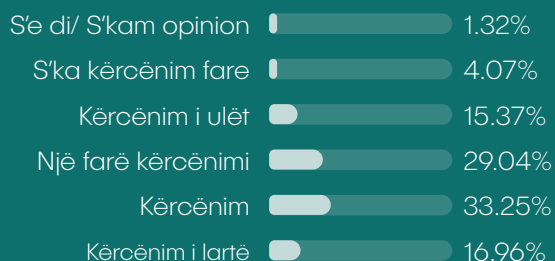 S'e di/ S'kam opinion 1.32%
S'ka kërcënim fare 4.07%
Kërcënim i ulët 15.37%
Një farë kërcënimi 29.04%
Kërcënim 33.25%
Kërcënim i lartë 16.96%